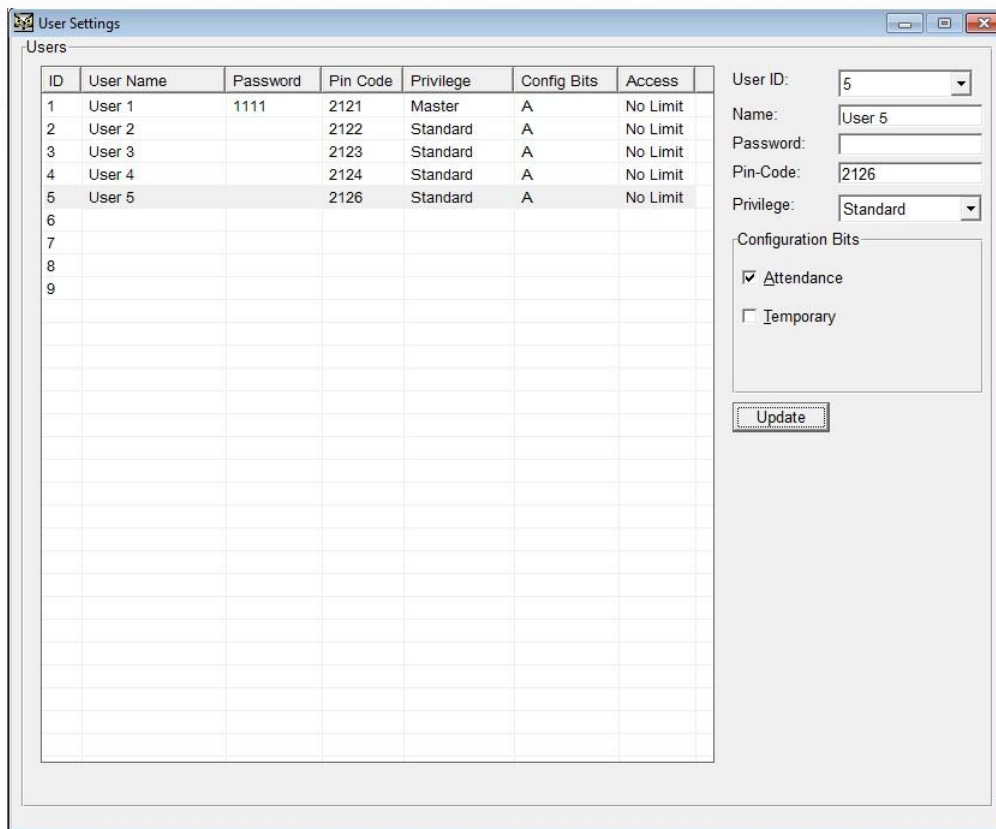 User Settings
Users
ID User Name Password Pin Code Privilege Config Bits Access
1 User 1 1111 2121 Master A No Limit
2 User 2 2122 Standard A No Limit
3 User 3 2123 Standard A No Limit
4 User 4 2124 Standard A No Limit
5 User 5 2126 Standard A No Limit
6
7
8
9
User ID: 5
Name: User 5
Password:
Pin-Code: 2126
Privilege: Standard
Configuration Bits
Attendance
Temporary
Update